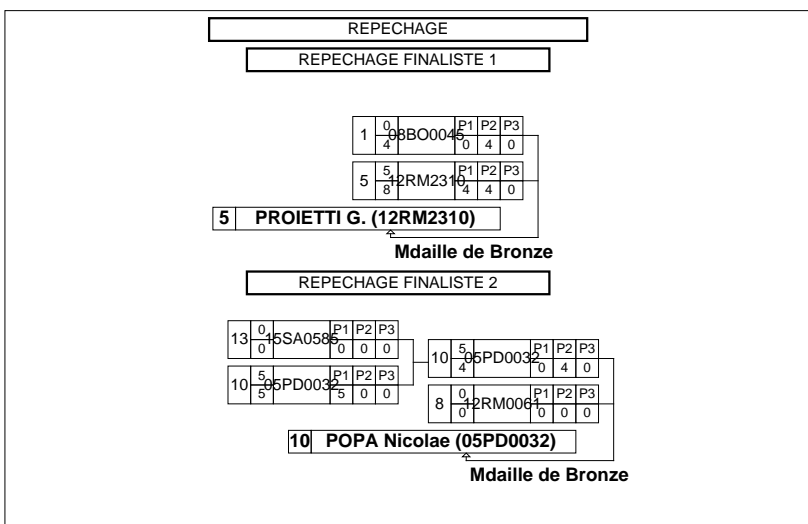 REPECHAGE
REPECHAGE FINALISTE 1
0 P1 P2 P3
1 08BO0045
4 0 4 0
5 P1 P2 P3
5 12RM2310
8 4 4 0
5 PROIETTI G. (12RM2310)
Mdaille de Bronze
REPECHAGE FINALISTE 2
0 P1 P2 P3
13 15SA0585
0 0 0 0
5 P1 P2 P3
10 05PD0032
4 0 4 0
5 P1 P2 P3
10 05PD0032
5 5 0 0
0 P1 P2 P3
8 12RM0061
0 0 0 0
10 POPA Nicolae (05PD0032)
Mdaille de Bronze